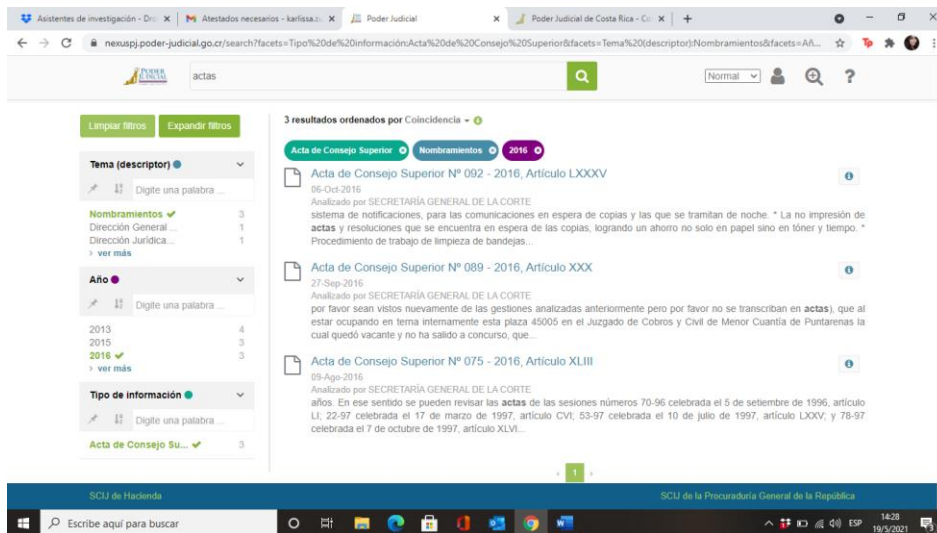 Asistentes de investigación - Dro
Atestados necesarios - karlissa.zu
Poder Judicial
Poder Judicial de Costa Rica - Co
nexuspj.poder-judicial.go.cr/search?facets=Tipo%20de%20información:Acta%20de%20Consejo%20Superior&facets=Tema%20(descriptor):Nombramientos&facets=Añ...
PODER JUDICIAL
actas
Normal
Limpiar filtros
Expandir filtros
Tema (descriptor)
Digite una palabra ...
Nombramientos 3
Dirección General ... 1
Dirección Jurídica... 1
> ver más
Año
Digite una palabra ...
2013 4
2015 3
2016 3
> ver más
Tipo de información
Digite una palabra ...
Acta de Consejo Su... 3
3 resultados ordenados por Coincidencia
Acta de Consejo Superior Nombramientos 2016
Acta de Consejo Superior Nº 092 - 2016, Artículo LXXXV
06-Oct-2016
Analizado por SECRETARÍA GENERAL DE LA CORTE
sistema de notificaciones, para las comunicaciones en espera de copias y las que se tramitan de noche. * La no impresión de
actas y resoluciones que se encuentra en espera de las copias, logrando un ahorro no solo en papel sino en tóner y tiempo. *
Procedimiento de trabajo de limpieza de bandejas...
Acta de Consejo Superior Nº 089 - 2016, Artículo XXX
27-Sep-2016
Analizado por SECRETARÍA GENERAL DE LA CORTE
por favor sean vistos nuevamente de las gestiones analizadas anteriormente pero por favor no se transcriban en actas), que al
estar ocupando en terna internamente esta plaza 45005 en el Juzgado de Cobros y Civil de Menor Cuantía de Puntarenas la
cual quedó vacante y no ha salido a concurso, que...
Acta de Consejo Superior Nº 075 - 2016, Artículo XLIII
09-Ago-2016
Analizado por SECRETARÍA GENERAL DE LA CORTE
años. En ese sentido se pueden revisar las actas de las sesiones números 70-96 celebrada el 5 de setiembre de 1996, artículo
LI; 22-97 celebrada el 17 de marzo de 1997, artículo CVI; 53-97 celebrada el 10 de julio de 1997, artículo LXXV; y 78-97
celebrada el 7 de octubre de 1997, artículo XLVI...
1
SCIJ de Hacienda
SCIJ de la Procuraduría General de la República
Escribe aquí para buscar
ESP
14:28
19/5/2021